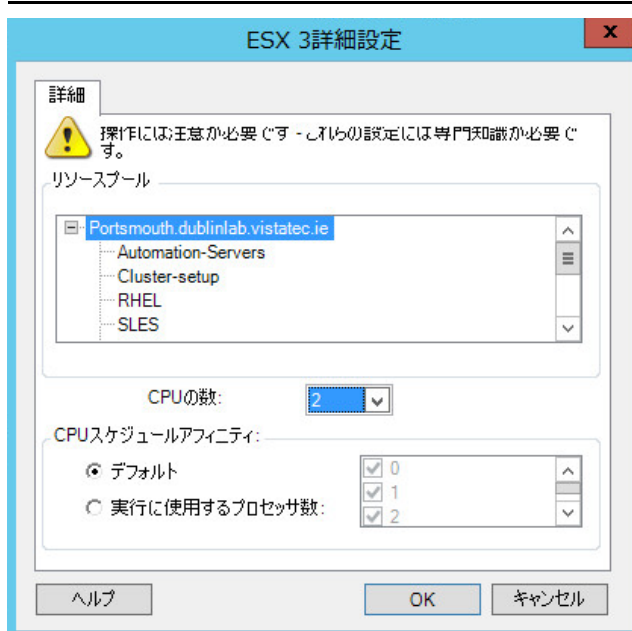 ESX 3詳細設定
x
詳細
操作には注意が必要です - これらの設定には専門知識が必要で
す。
リソースプール
Portsmouth.dublinlab.vistatec.ie
Automation-Servers
Cluster-setup
RHEL
SLES
CPUの数:
2
CPUスケジュールアフィニティ:
デフォルト
0
1
実行に使用するプロセッサ数:
2
ヘルプ
OK
キャンセル